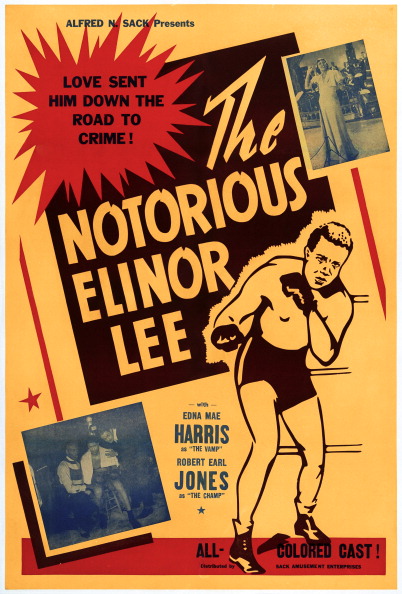 ALFRED N. SACK Presents
LOVE SENT
HIM DOWN THE
ROAD TO
CRIME!
The
NOTORIOUS
ELINOR
LEE
with
EDNA MAE
HARRIS
as "THE VAMP"
ROBERT EARL
JONES
as "THE CHAMP"
ALL-COLORED CAST!
Distributed by SACK AMUSEMENT ENTERPRISES